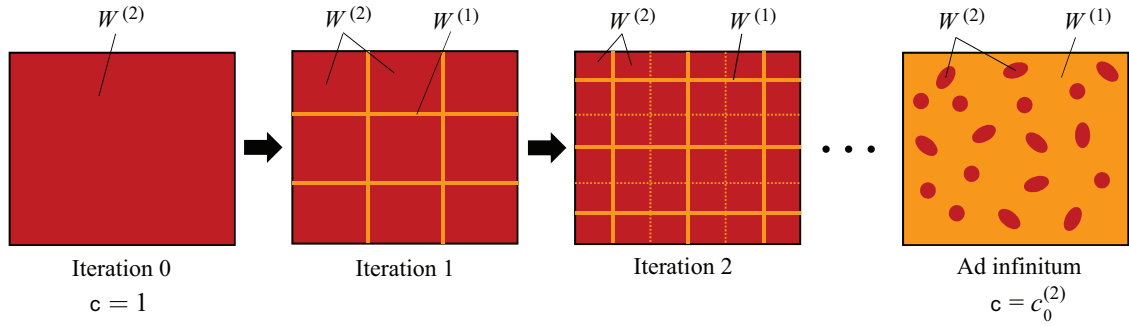 W^{(2)}
W^{(2)} W^{(1)}
W^{(2)} W^{(1)}
W^{(2)} W^{(1)}
Iteration 0
c = 1
Iteration 1
Iteration 2
Ad infinitum
c = c_0^{(2)}